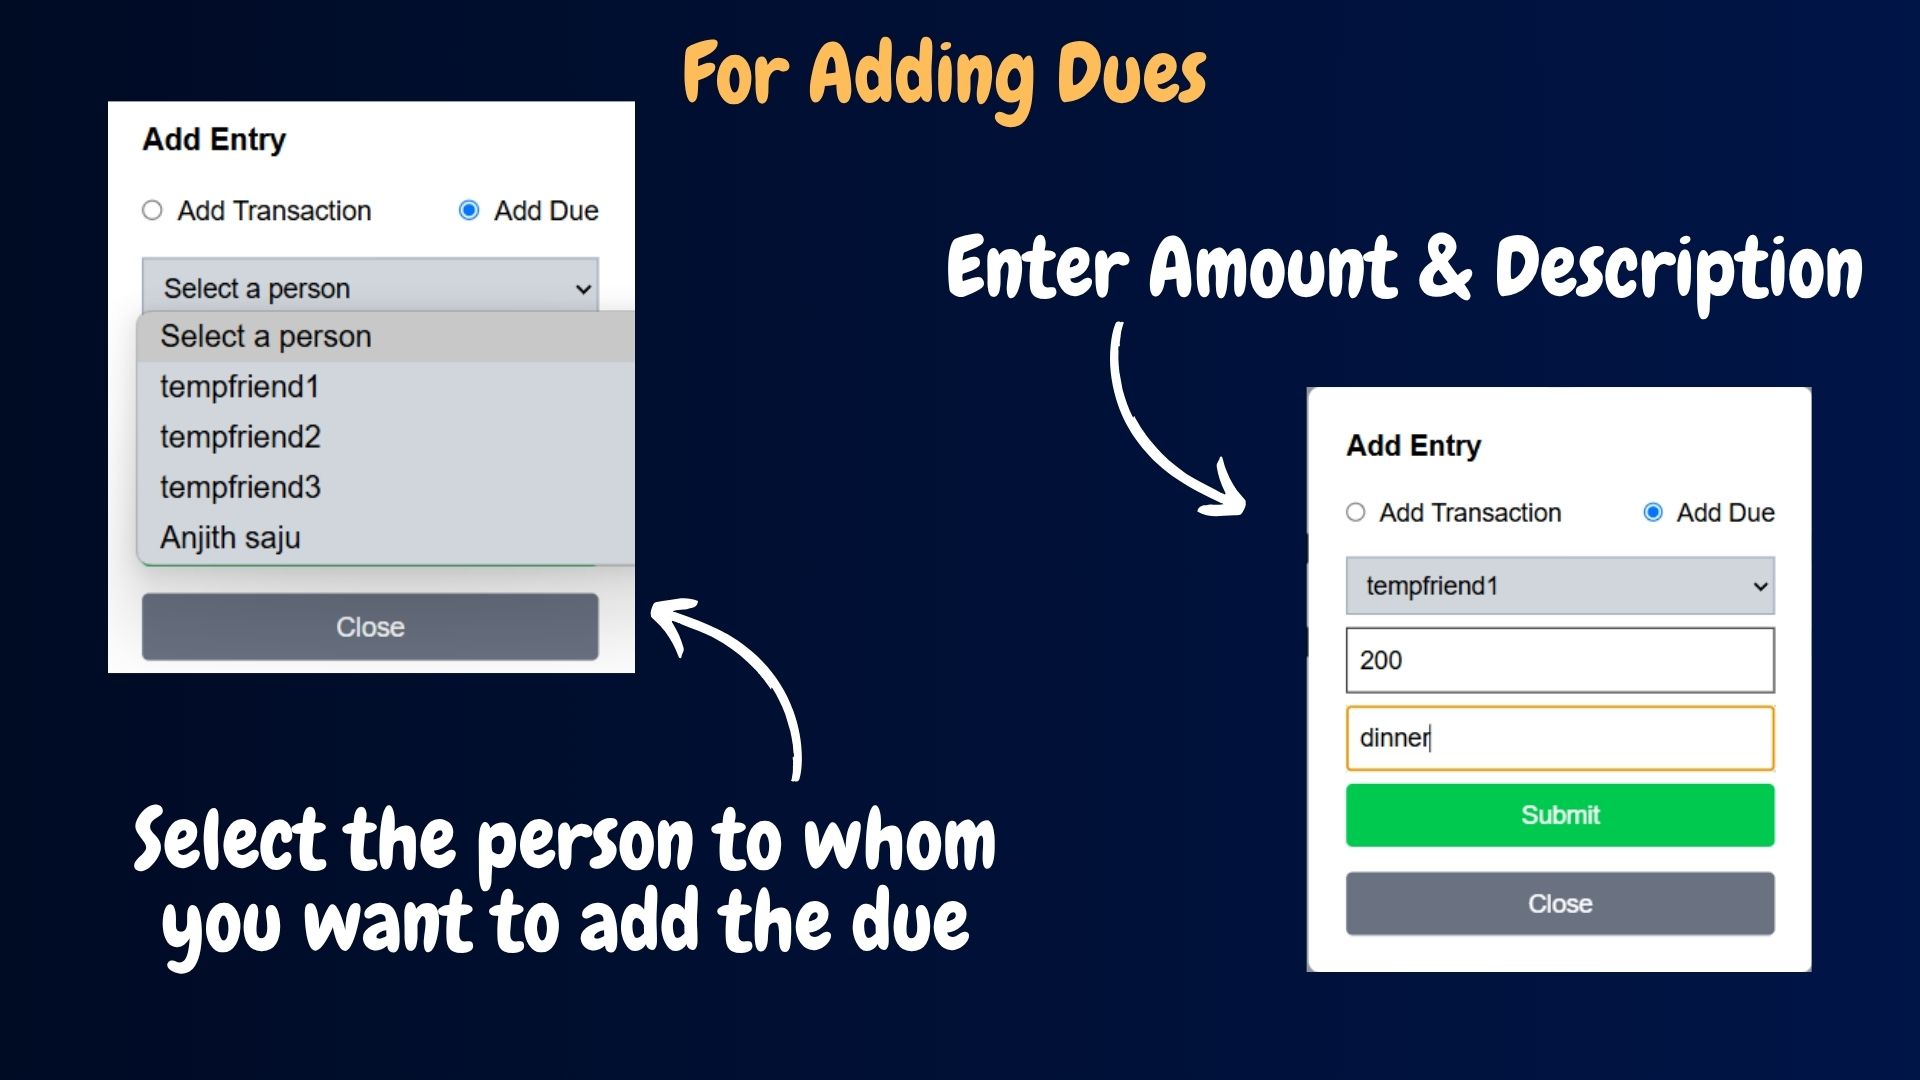 For Adding Dues
Add Entry
Add Transaction
Add Due
Select a person
Select a person
tempfriend1
tempfriend2
tempfriend3
Anjith saju
Close
Select the person to whom
you want to add the due
Enter Amount & Description
Add Entry
Add Transaction
Add Due
tempfriend1
200
dinner
Submit
Close